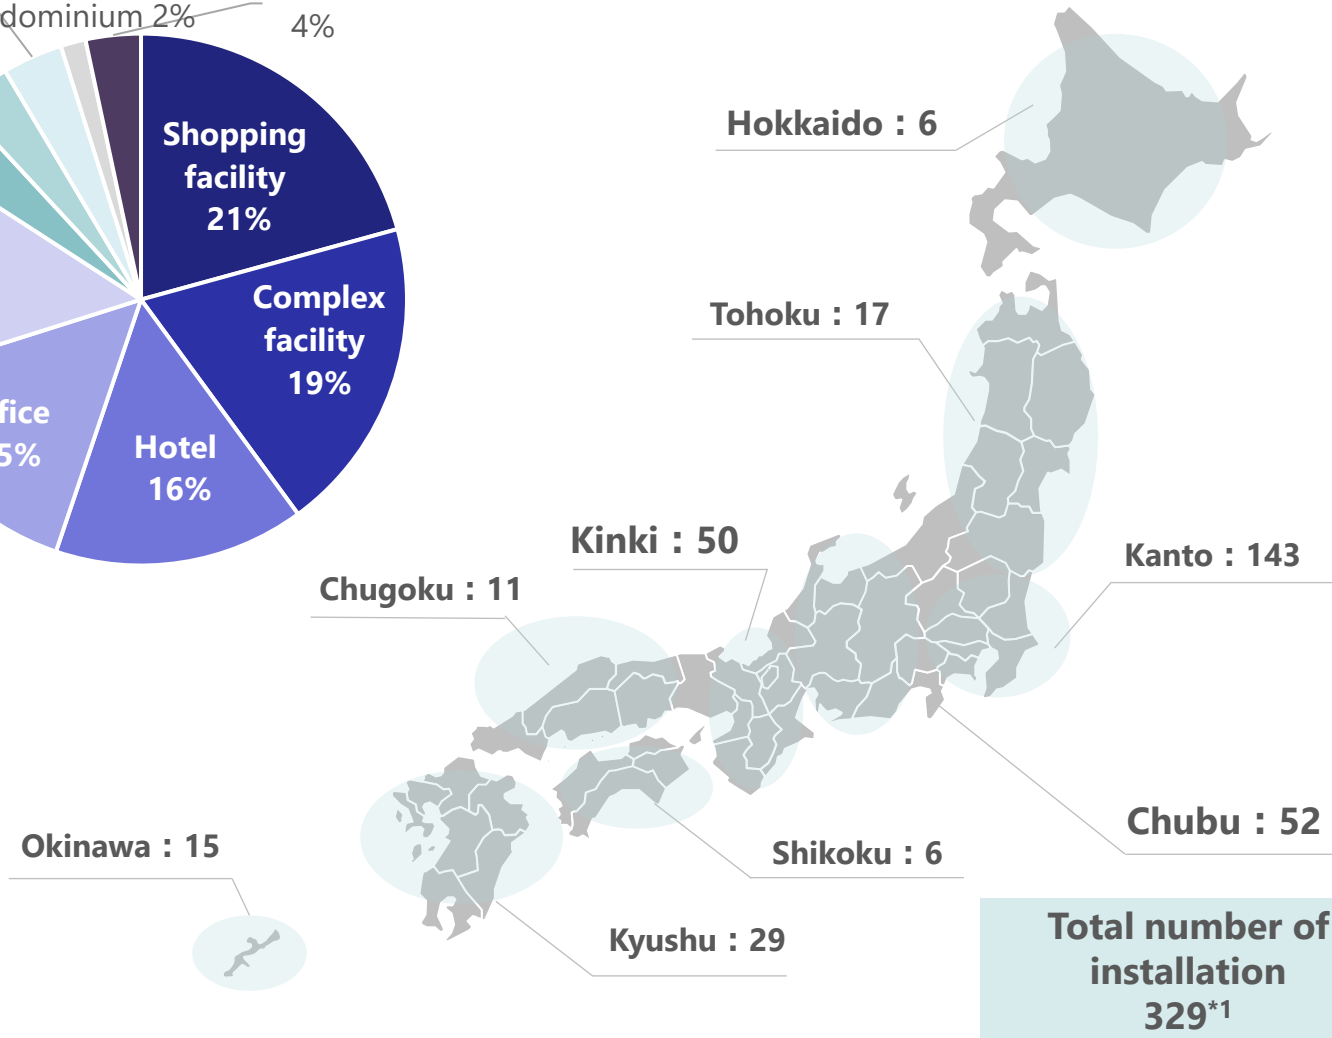 dominium 2%
4%
Shopping
facility
21%
Complex
facility
19%
Hotel
16%
fice
5%
Hokkaido：6
Tohoku：17
Kinki：50
Kanto：143
Chugoku：11
Chubu：52
Okinawa：15
Shikoku：6
Kyushu：29
Total number of
installation
329*1